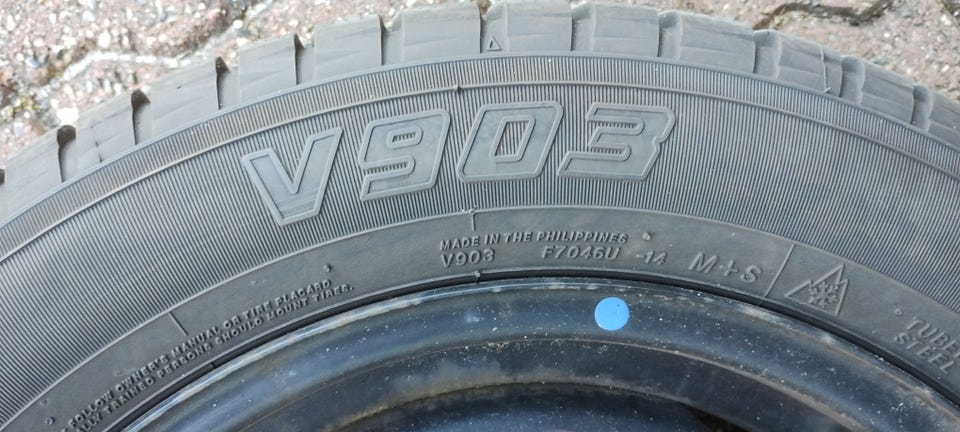 V903
MADE IN THE PHILIPPINES
V903 F7046U -14
M+S
FOLLOW OWNER'S MANUAL OR TIRE PLACARD
TRAINED PERSONS SHOULD MOUNT TIRES.
STEEL